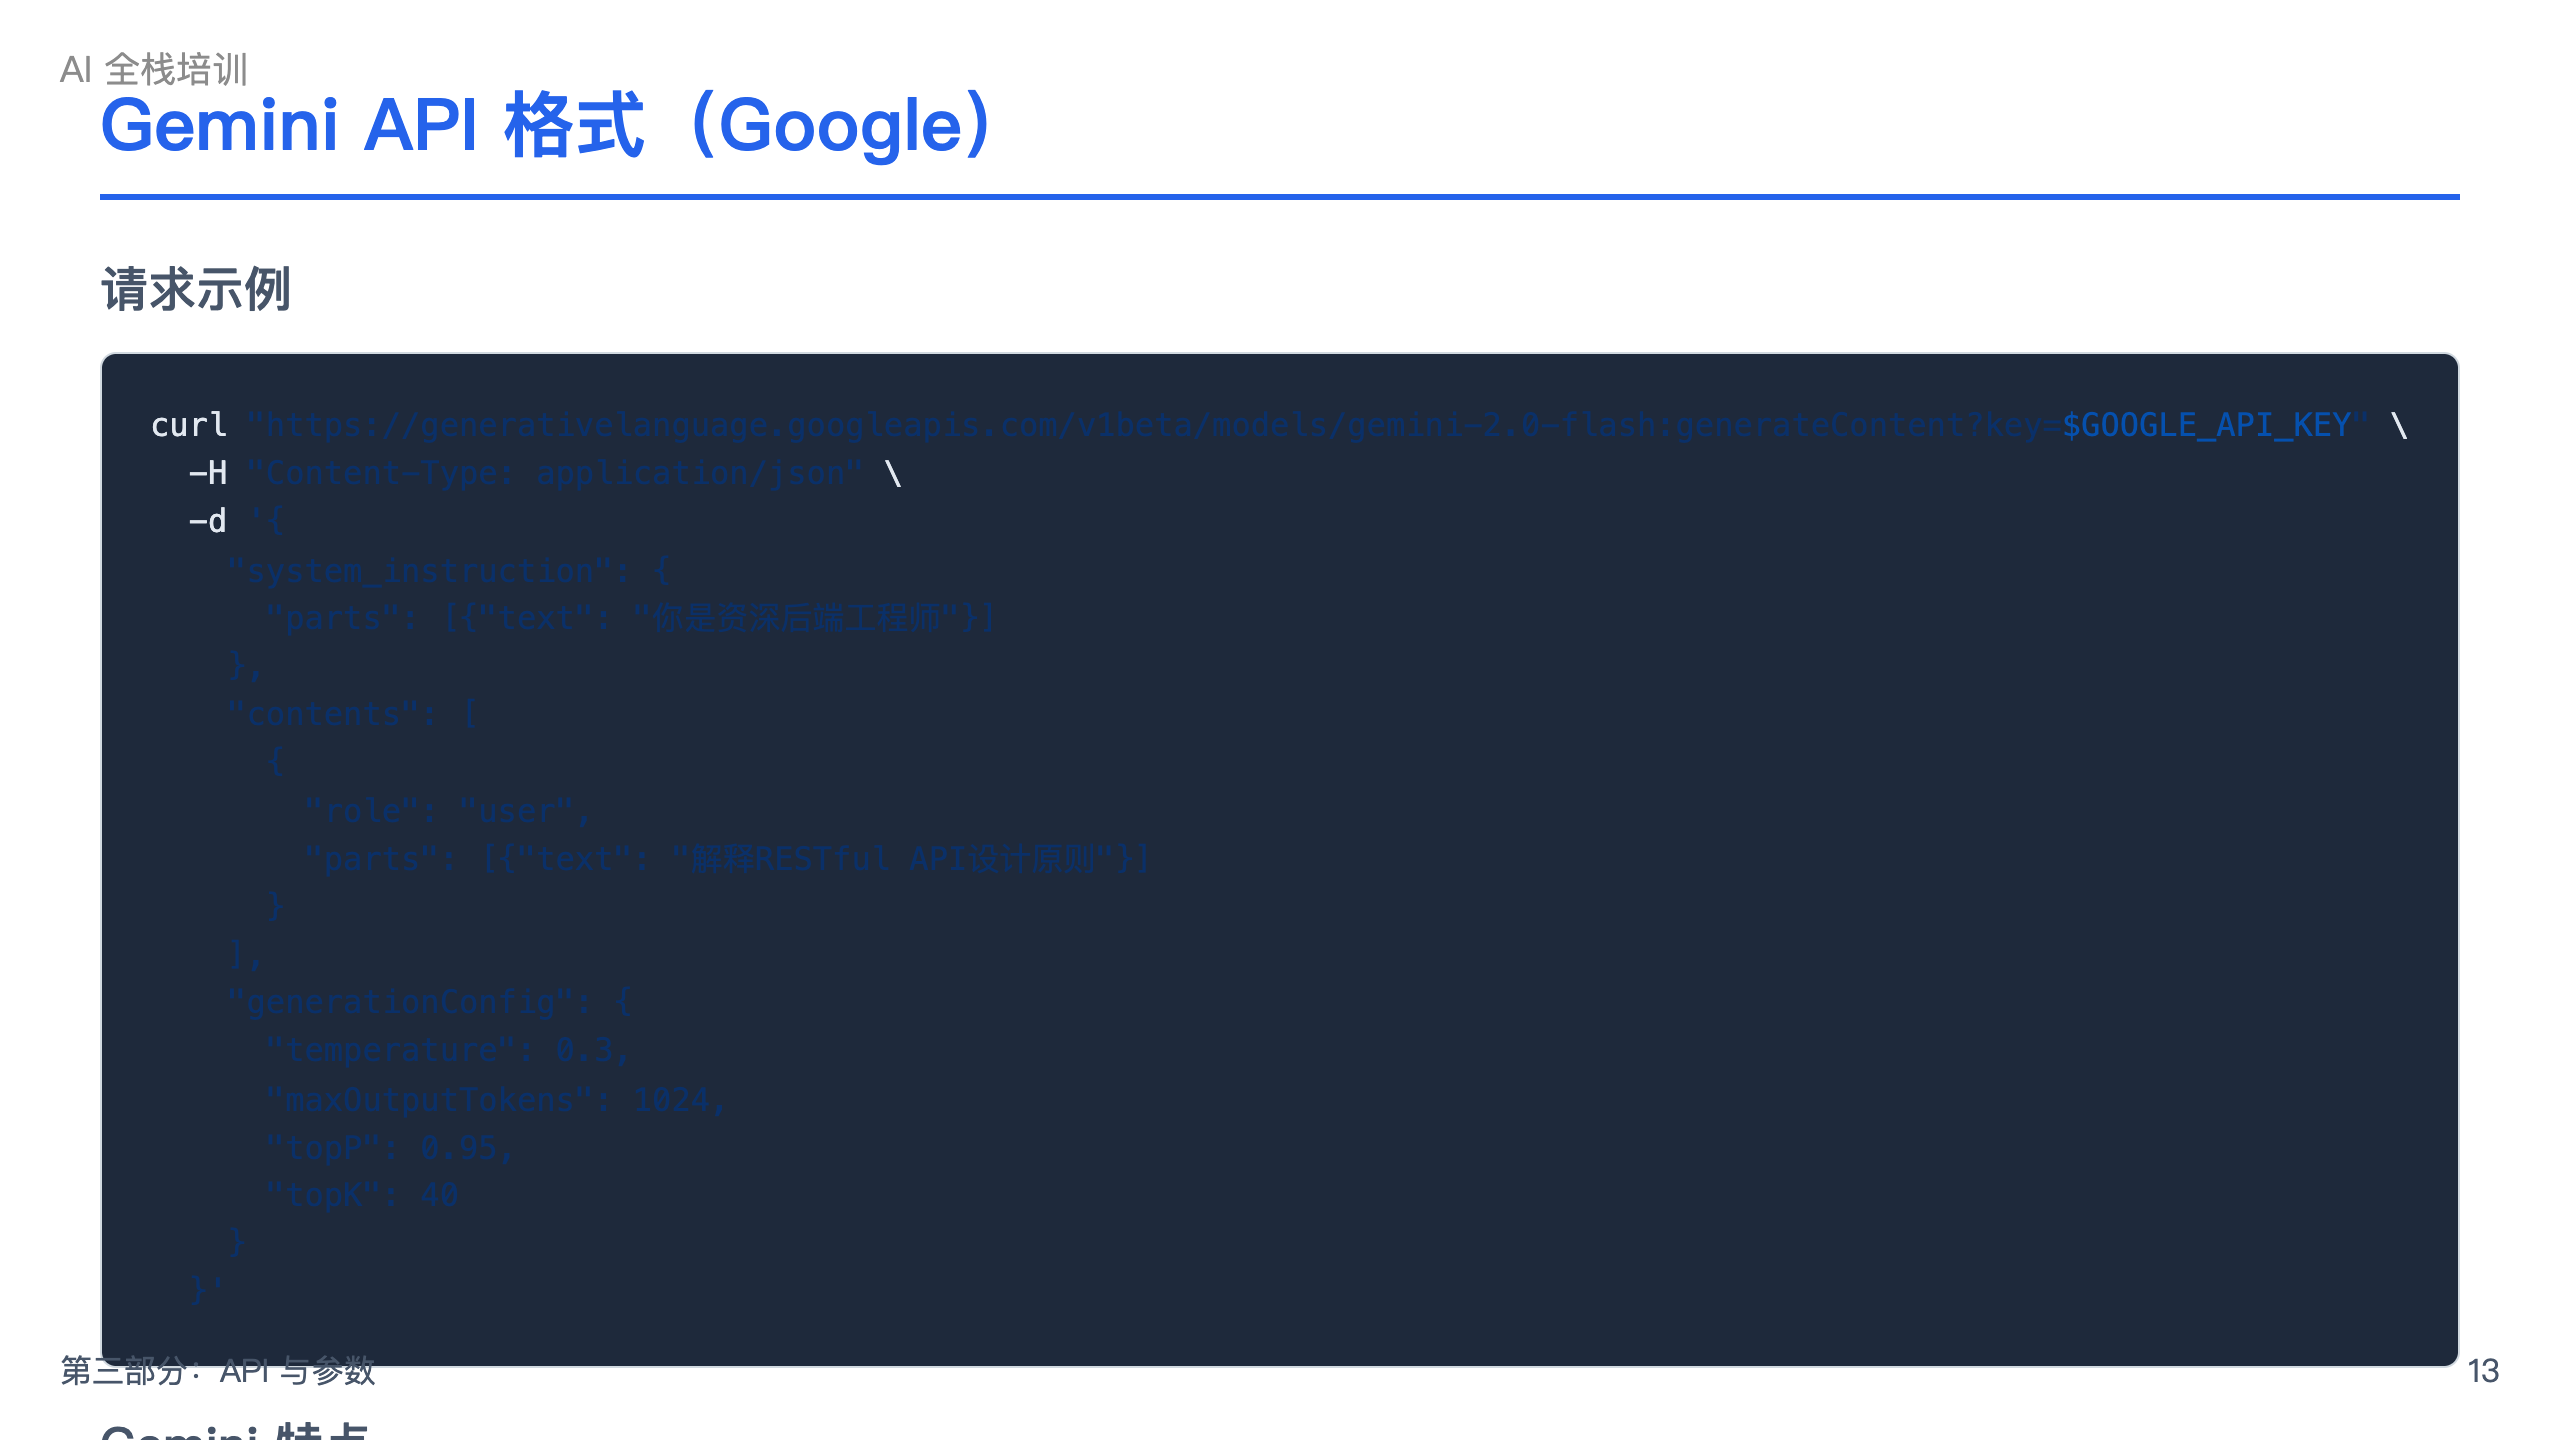 AI 全栈培训
Gemini API 格式（Google）
请求示例
curl "https://generativelanguage.googleapis.com/v1beta/models/gemini-2.0-flash:generateContent?key=$GOOGLE_API_KEY" \
  -H "Content-Type: application/json" \
  -d '{
    "system_instruction": {
      "parts": [{"text": "你是资深后端工程师"}]
    },
    "contents": [
      {
        "role": "user",
        "parts": [{"text": "解释RESTful API设计原则"}]
      }
    ],
    "generationConfig": {
      "temperature": 0.3,
      "maxOutputTokens": 1024,
      "topP": 0.95,
      "topK": 40
    }
  }'
第三部分：API 与参数
13
Gemini 特点